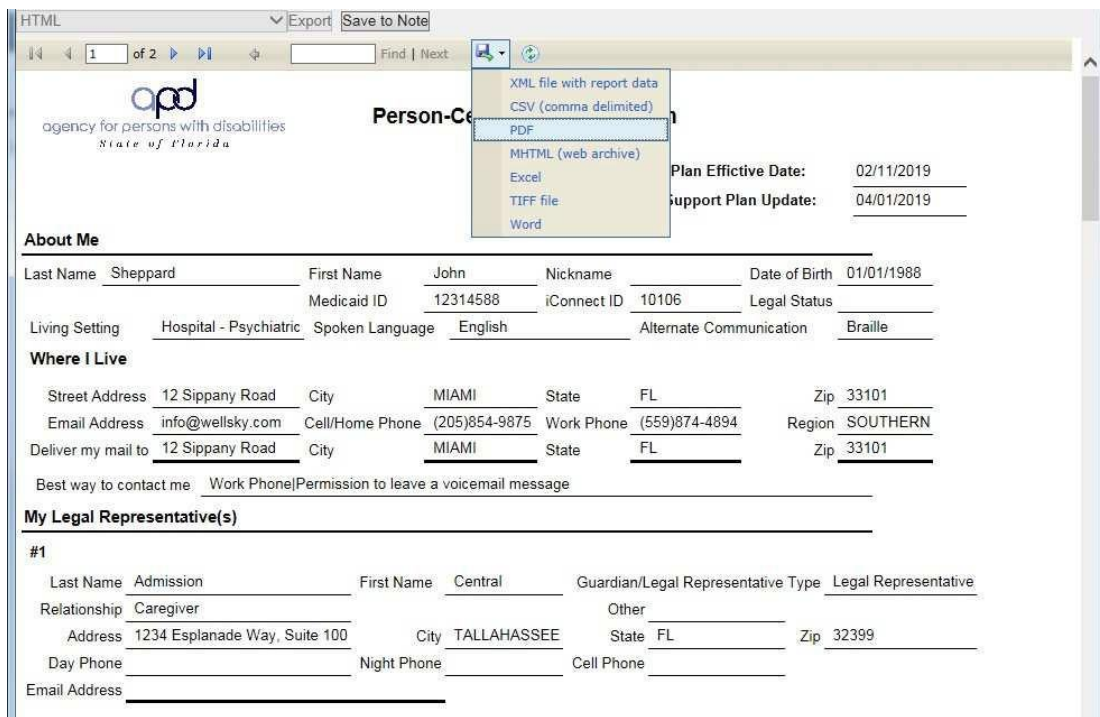 HTML Export Save to Note
1 of 2 Find | Next
XML file with report data
CSV (comma delimited)
PDF
MHTML (web archive)
Excel
TIFF file
Word
apd
agency for persons with disabilities
State of Florida
Person-Ce n
Plan Effictive Date: 02/11/2019
Support Plan Update: 04/01/2019
About Me
Last Name Sheppard First Name John Nickname Date of Birth 01/01/1988
Medicaid ID 12314588 iConnect ID 10106 Legal Status
Living Setting Hospital - Psychiatric Spoken Language English Alternate Communication Braille
Where I Live
Street Address 12 Sippany Road City MIAMI State FL Zip 33101
Email Address info@wellsky.com Cell/Home Phone (205)854-9875 Work Phone (559)874-4894 Region SOUTHERN
Deliver my mail to 12 Sippany Road City MIAMI State FL Zip 33101
Best way to contact me Work Phone|Permission to leave a voicemail message
My Legal Representative(s)
#1
Last Name Admission First Name Central Guardian/Legal Representative Type Legal Representative
Relationship Caregiver Other
Address 1234 Esplanade Way, Suite 100 City TALLAHASSEE State FL Zip 32399
Day Phone Night Phone Cell Phone
Email Address